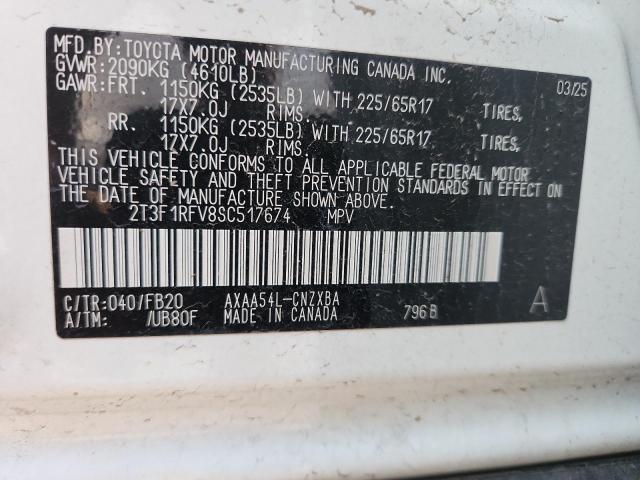 MFD.BY:TOYOTA MOTOR MANUFACTURING CANADA INC.
GVWR:2090KG (4610LB) 03/25
GAWR:FRT. 1150KG (2535LB) WITH 225/65R17 TIRES,
17X7.0J RIMS.
RR. 1150KG (2535LB) WITH 225/65R17 TIRES,
17X7.0J RIMS.
THIS VEHICLE CONFORMS TO ALL APPLICABLE FEDERAL MOTOR
VEHICLE SAFETY AND THEFT PREVENTION STANDARDS IN EFFECT ON
THE DATE OF MANUFACTURE SHOWN ABOVE.
2T3F1RFV8SC517674 MPV
C/TR:040/FB20 AXAA54L-CNZXBA A
A/TM: /UB80F MADE IN CANADA 796B